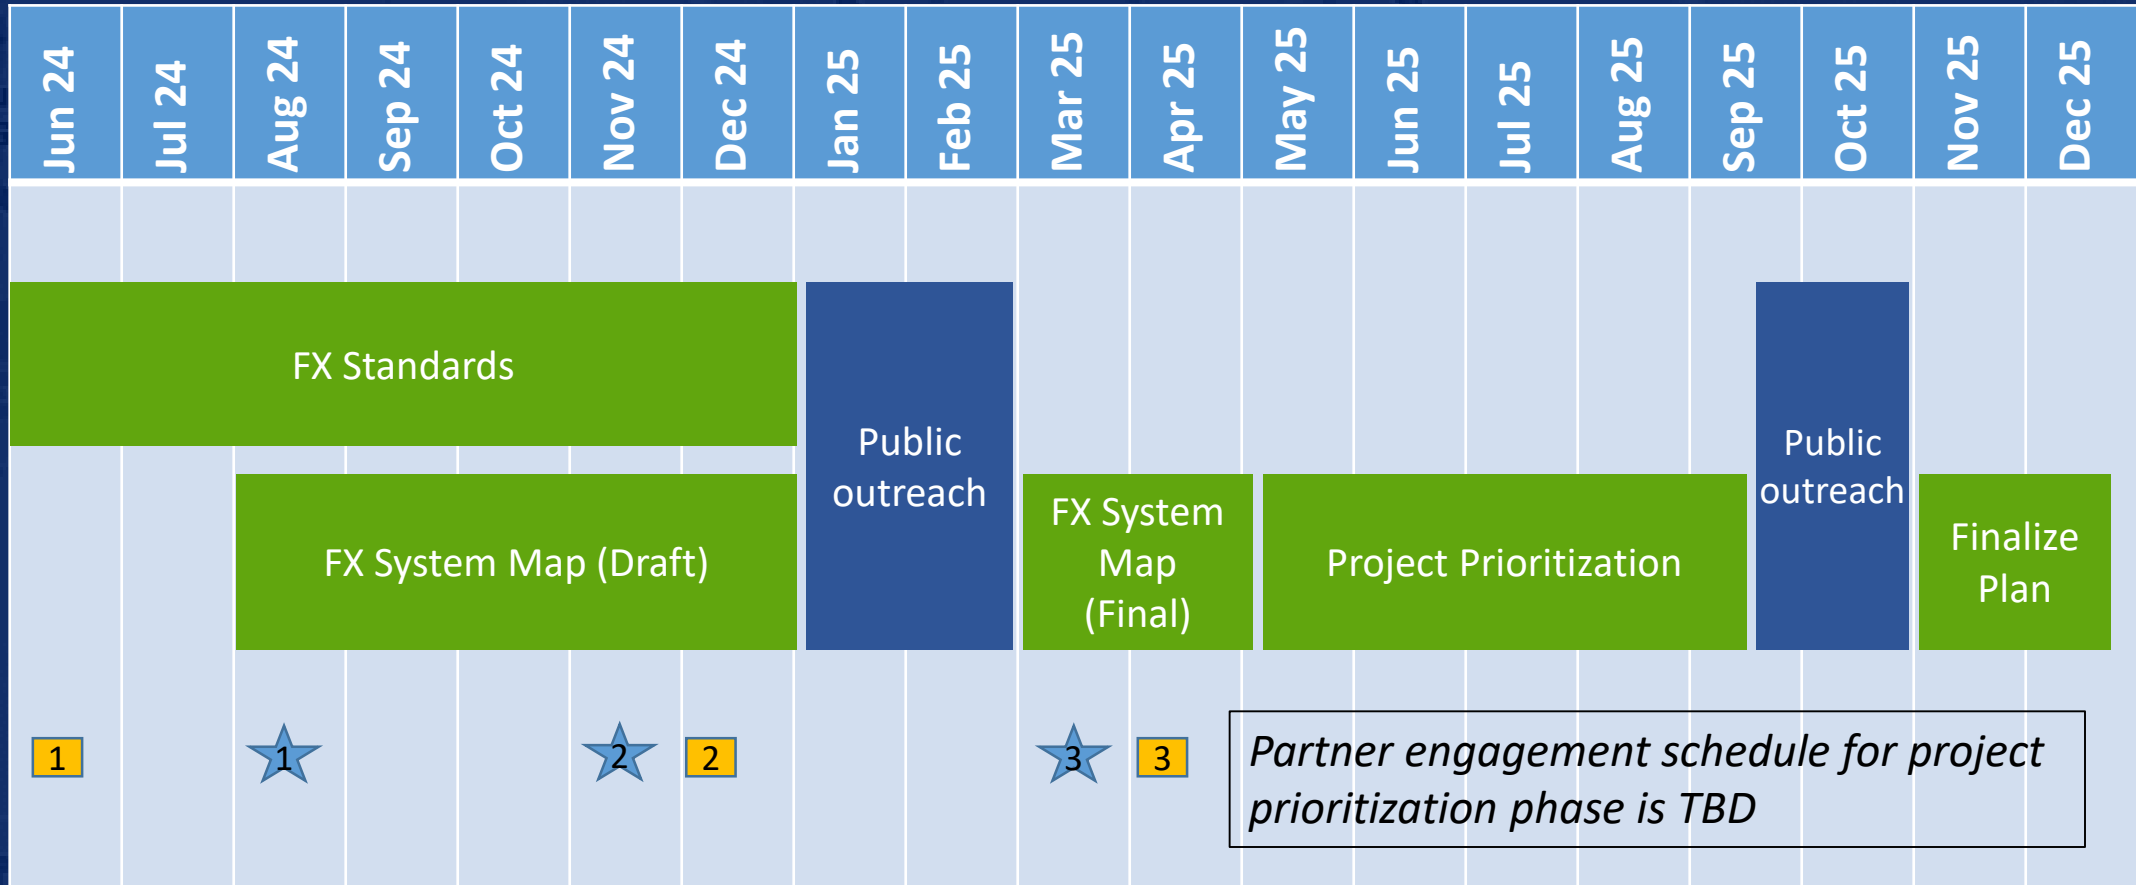 Jun 24
Jul 24
Aug 24
Sep 24
Oct 24
Nov 24
Dec 24
Jan 25
Feb 25
Mar 25
Apr 25
May 25
Jun 25
Jul 25
Aug 25
Sep 25
Oct 25
Nov 25
Dec 25
FX Standards
FX System Map (Draft)
Public
outreach
FX System
Map
(Final)
Project Prioritization
Public
outreach
Finalize
Plan
1
1
2
2
3
3
Partner engagement schedule for project
prioritization phase is TBD